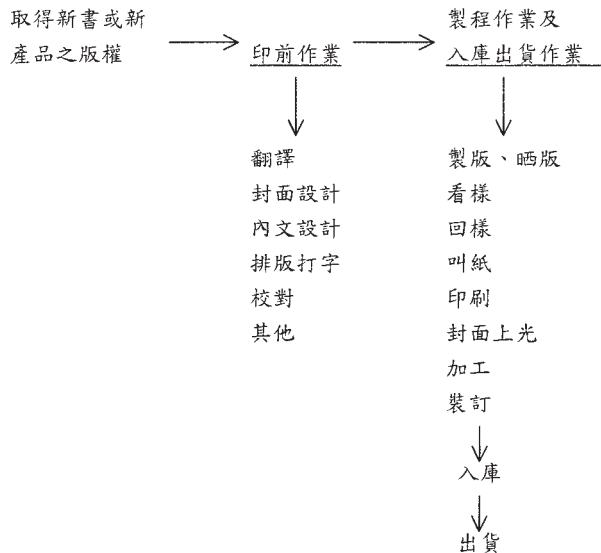 取得新書或新
產品之版權
印前作業
製程作業及
入庫出貨作業
翻譯
封面設計
內文設計
排版打字
校對
其他
製版、晒版
看樣
回樣
叫紙
印刷
封面上光
加工
裝訂
入庫
出貨